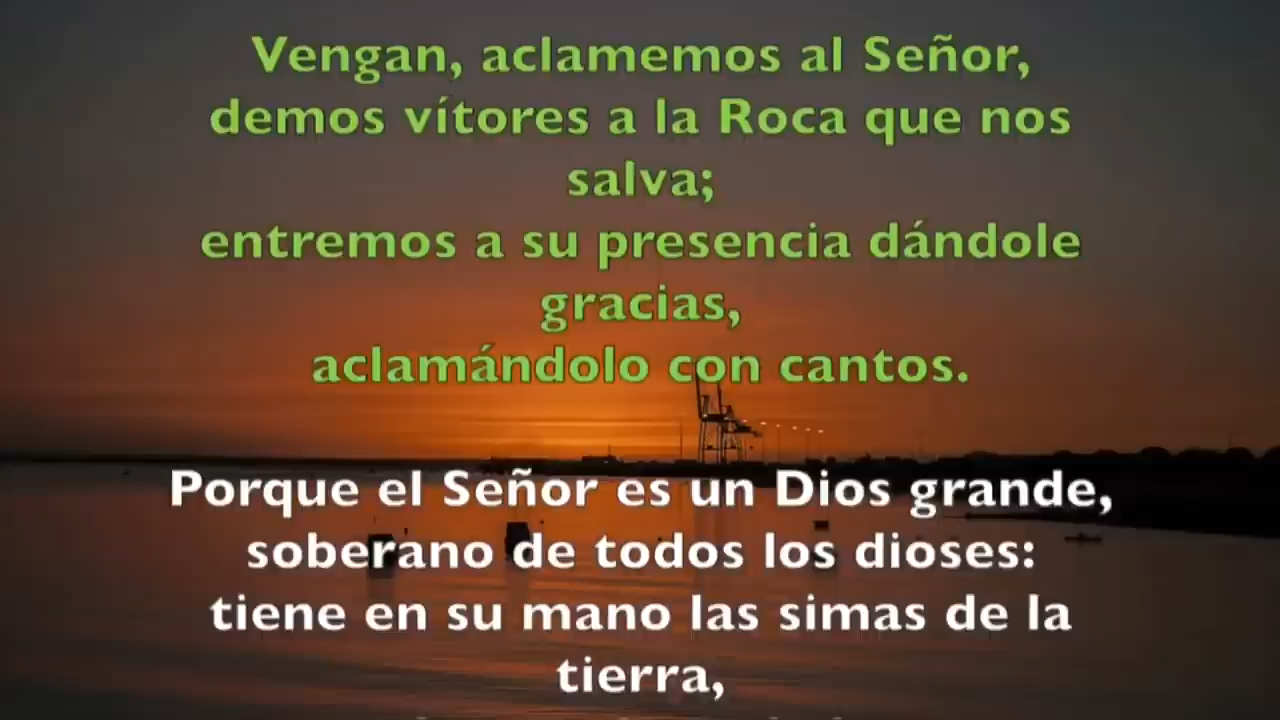 Vengan, aclamemos al Señor,
demos vítores a la Roca que nos
salva;
entremos a su presencia dándole
gracias,
aclamándolo con cantos.
Porque el Señor es un Dios grande,
soberano de todos los dioses:
tiene en su mano las simas de la
tierra,